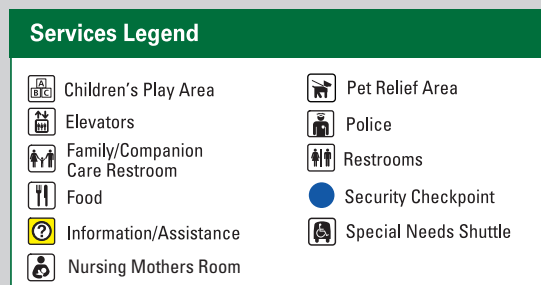 Services Legend
A
B C
Children's Play Area
Elevators
Family/Companion
Care Restroom
Food
?
Information/Assistance
Nursing Mothers Room
Pet Relief Area
Police
Restrooms
Security Checkpoint
Special Needs Shuttle